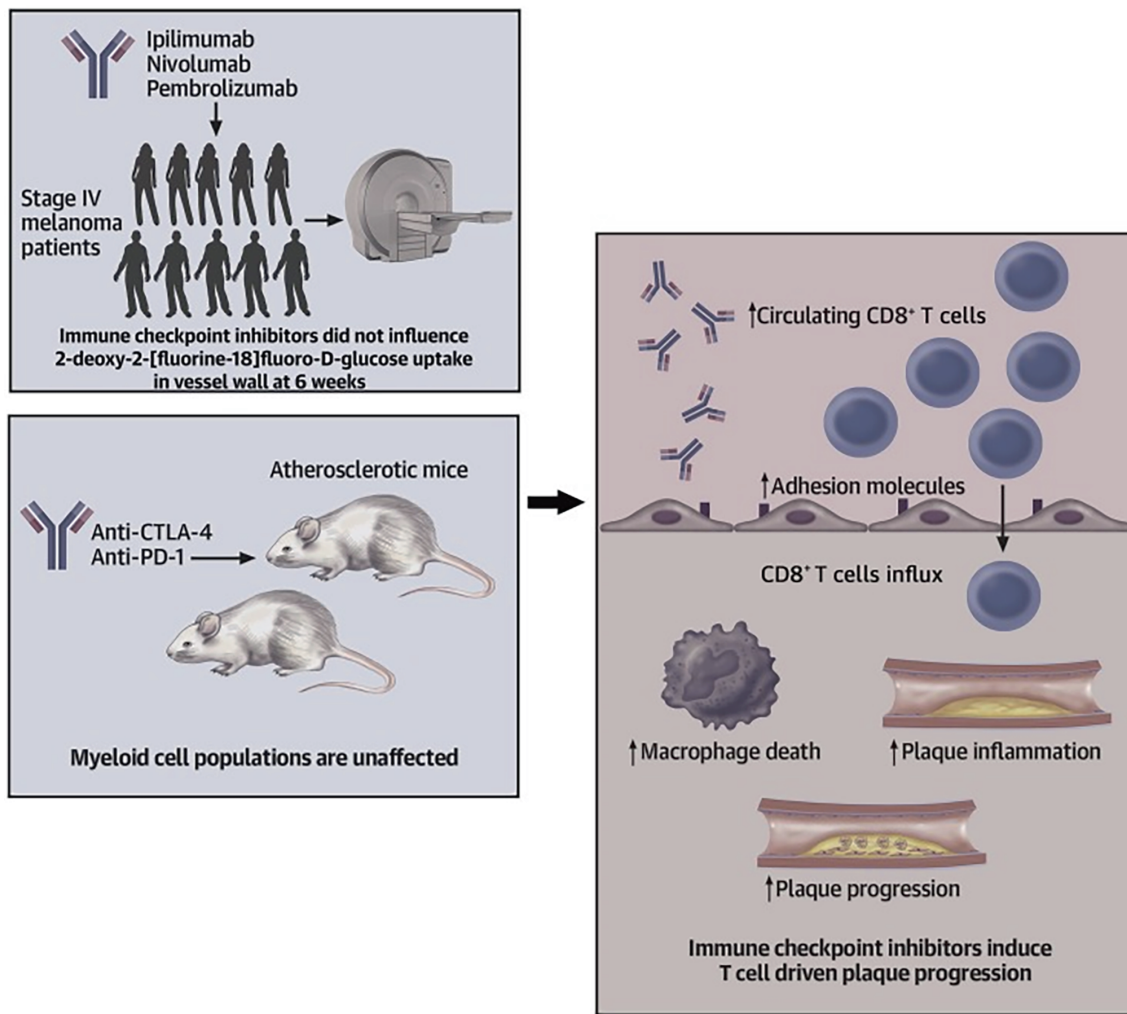 Ipilimumab
Nivolumab
Pembrolizumab
Stage IV
melanoma
patients
Immune checkpoint inhibitors did not influence
2-deoxy-2-[fluorine-18]fluoro-D-glucose uptake
in vessel wall at 6 weeks
Atherosclerotic mice
Anti-CTLA-4
Anti-PD-1
Myeloid cell populations are unaffected
↑Circulating CD8⁺ T cells
↑Adhesion molecules
CD8⁺ T cells influx
↑Macrophage death
↑Plaque inflammation
↑Plaque progression
Immune checkpoint inhibitors induce
T cell driven plaque progression